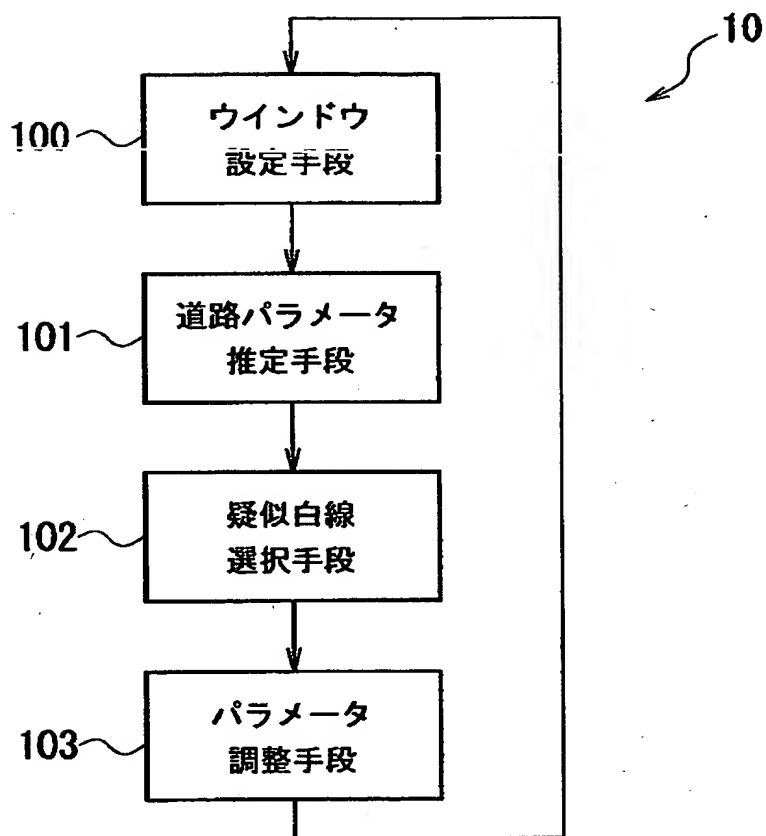 10
100
ウインドウ
設定手段
101
道路パラメータ
推定手段
102
疑似白線
選択手段
103
パラメータ
調整手段